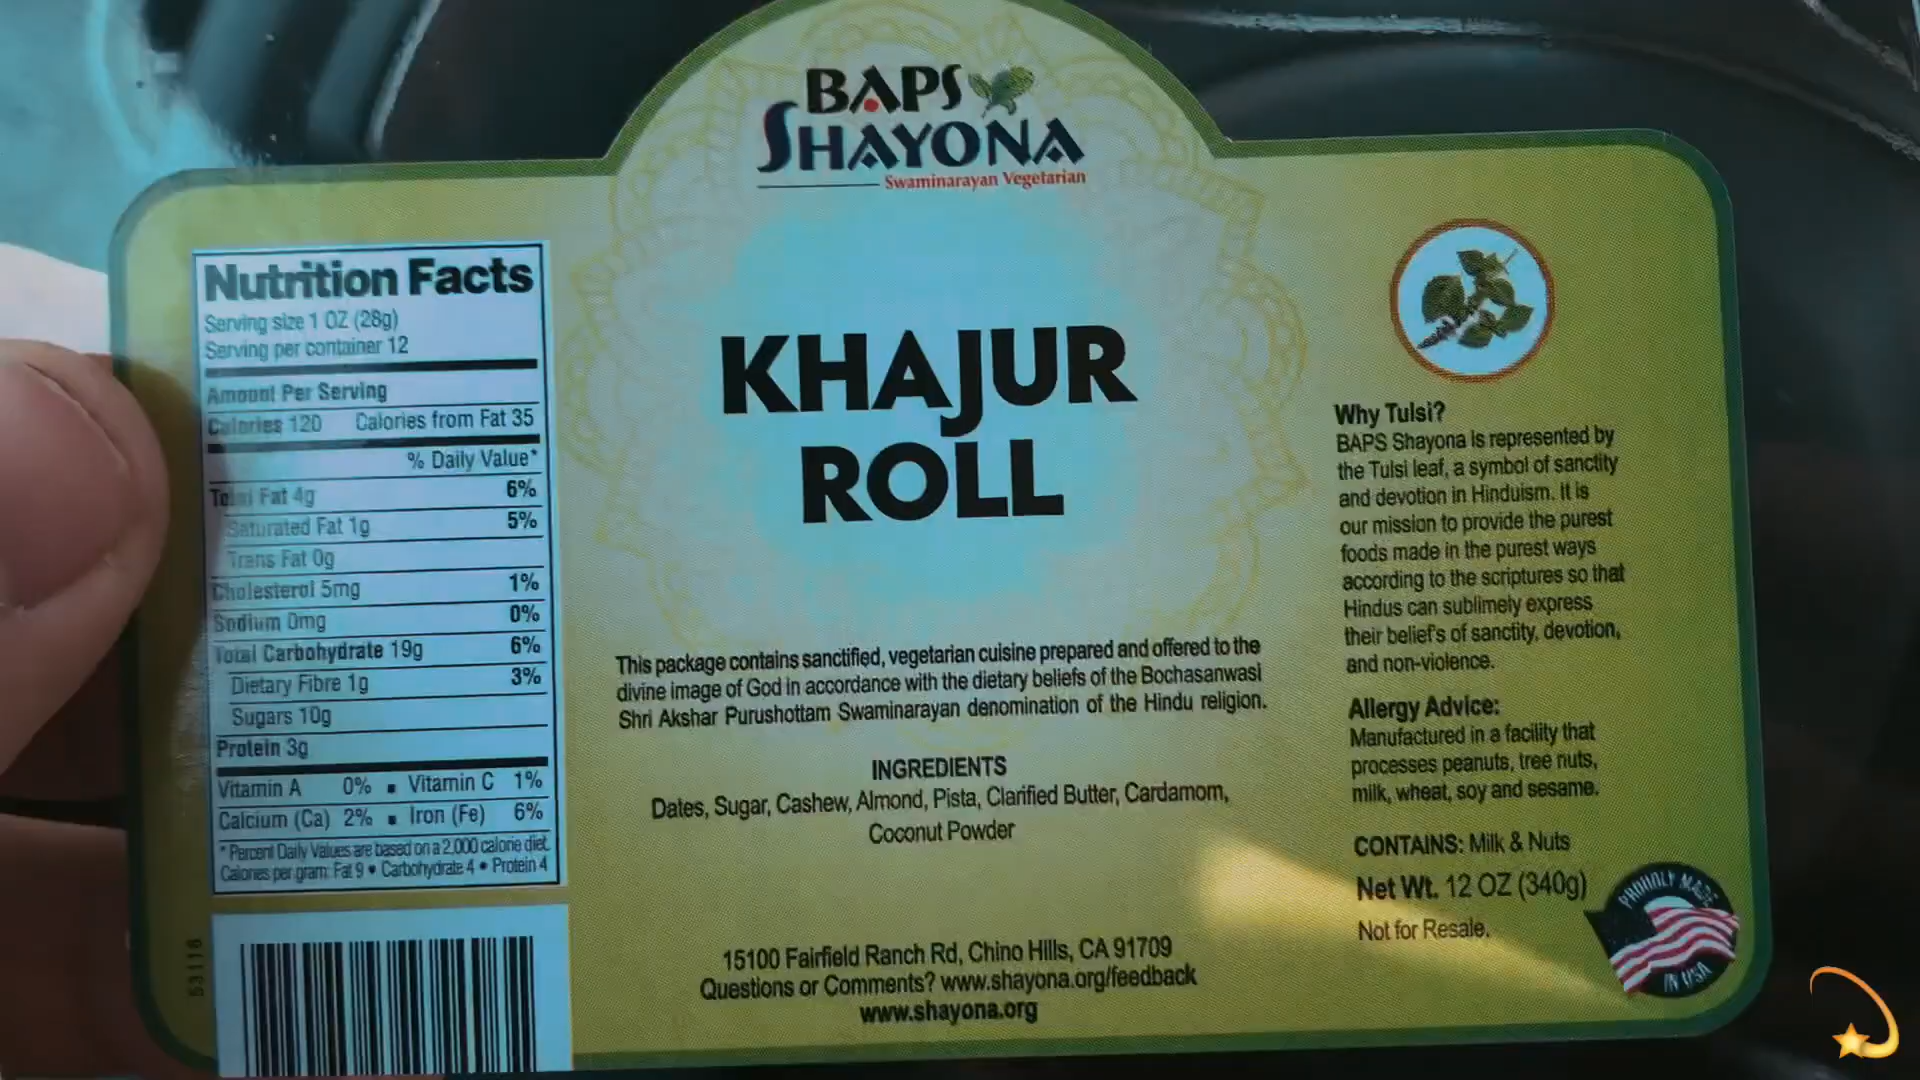 BAPS
SHAYONA
Swaminarayan Vegetarian
Nutrition Facts
Serving size 1 OZ (28g)
Serving per container 12
Amount Per Serving
Calories 120 Calories from Fat 35
% Daily Value*
Total Fat 4g 6%
Saturated Fat 1g 5%
Trans Fat 0g
Cholesterol 5mg 1%
Sodium 0mg 0%
Total Carbohydrate 19g 6%
Dietary Fibre 1g 3%
Sugars 10g
Protein 3g
Vitamin A 0% ▪ Vitamin C 1%
Calcium (Ca) 2% ▪ Iron (Fe) 6%
* Percent Daily Values are based on a 2,000 calorie diet.
Calories per gram: Fat 9 • Carbohydrate 4 • Protein 4
53116
KHAJUR
ROLL
This package contains sanctified, vegetarian cuisine prepared and offered to the
divine image of God in accordance with the dietary beliefs of the Bochasanwasi
Shri Akshar Purushottam Swaminarayan denomination of the Hindu religion.
INGREDIENTS
Dates, Sugar, Cashew, Almond, Pista, Clarified Butter, Cardamom,
Coconut Powder
15100 Fairfield Ranch Rd, Chino Hills, CA 91709
Questions or Comments? www.shayona.org/feedback
www.shayona.org
Why Tulsi?
BAPS Shayona is represented by
the Tulsi leaf, a symbol of sanctity
and devotion in Hinduism. It is
our mission to provide the purest
foods made in the purest ways
according to the scriptures so that
Hindus can sublimely express
their belief's of sanctity, devotion,
and non-violence.
Allergy Advice:
Manufactured in a facility that
processes peanuts, tree nuts,
milk, wheat, soy and sesame.
CONTAINS: Milk & Nuts
Net Wt. 12 OZ (340g)
Not for Resale.
PROUDLY MADE
IN USA